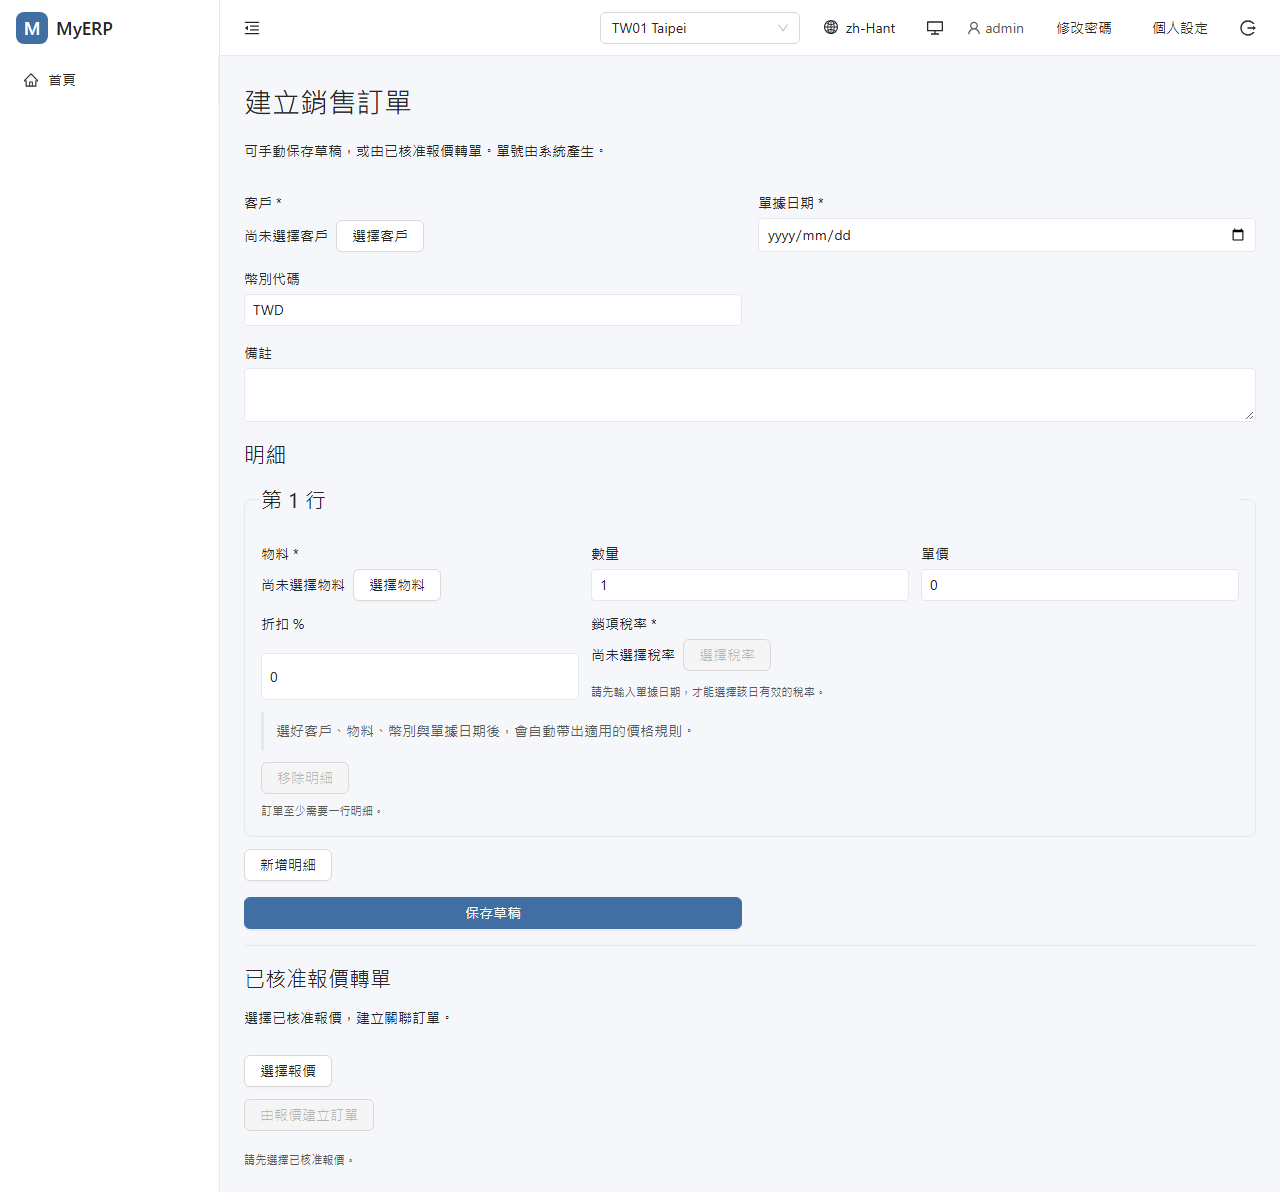 M MyERP
TW01 Taipei
zh-Hant
admin
修改密碼
個人設定
首頁
建立銷售訂單
可手動保存草稿，或由已核准報價轉單。單號由系統產生。
客戶 *
單據日期 *
尚未選擇客戶
選擇客戶
yyyy/mm/dd
幣別代碼
TWD
備註
明細
第 1 行
物料 *
數量
單價
尚未選擇物料
選擇物料
1
0
折扣 %
銷項稅率 *
0
尚未選擇稅率
選擇稅率
請先輸入單據日期，才能選擇該日有效的稅率。
選好客戶、物料、幣別與單據日期後，會自動帶出適用的價格規則。
移除明細
訂單至少需要一行明細。
新增明細
保存草稿
已核准報價轉單
選擇已核准報價，建立關聯訂單。
選擇報價
由報價建立訂單
請先選擇已核准報價。